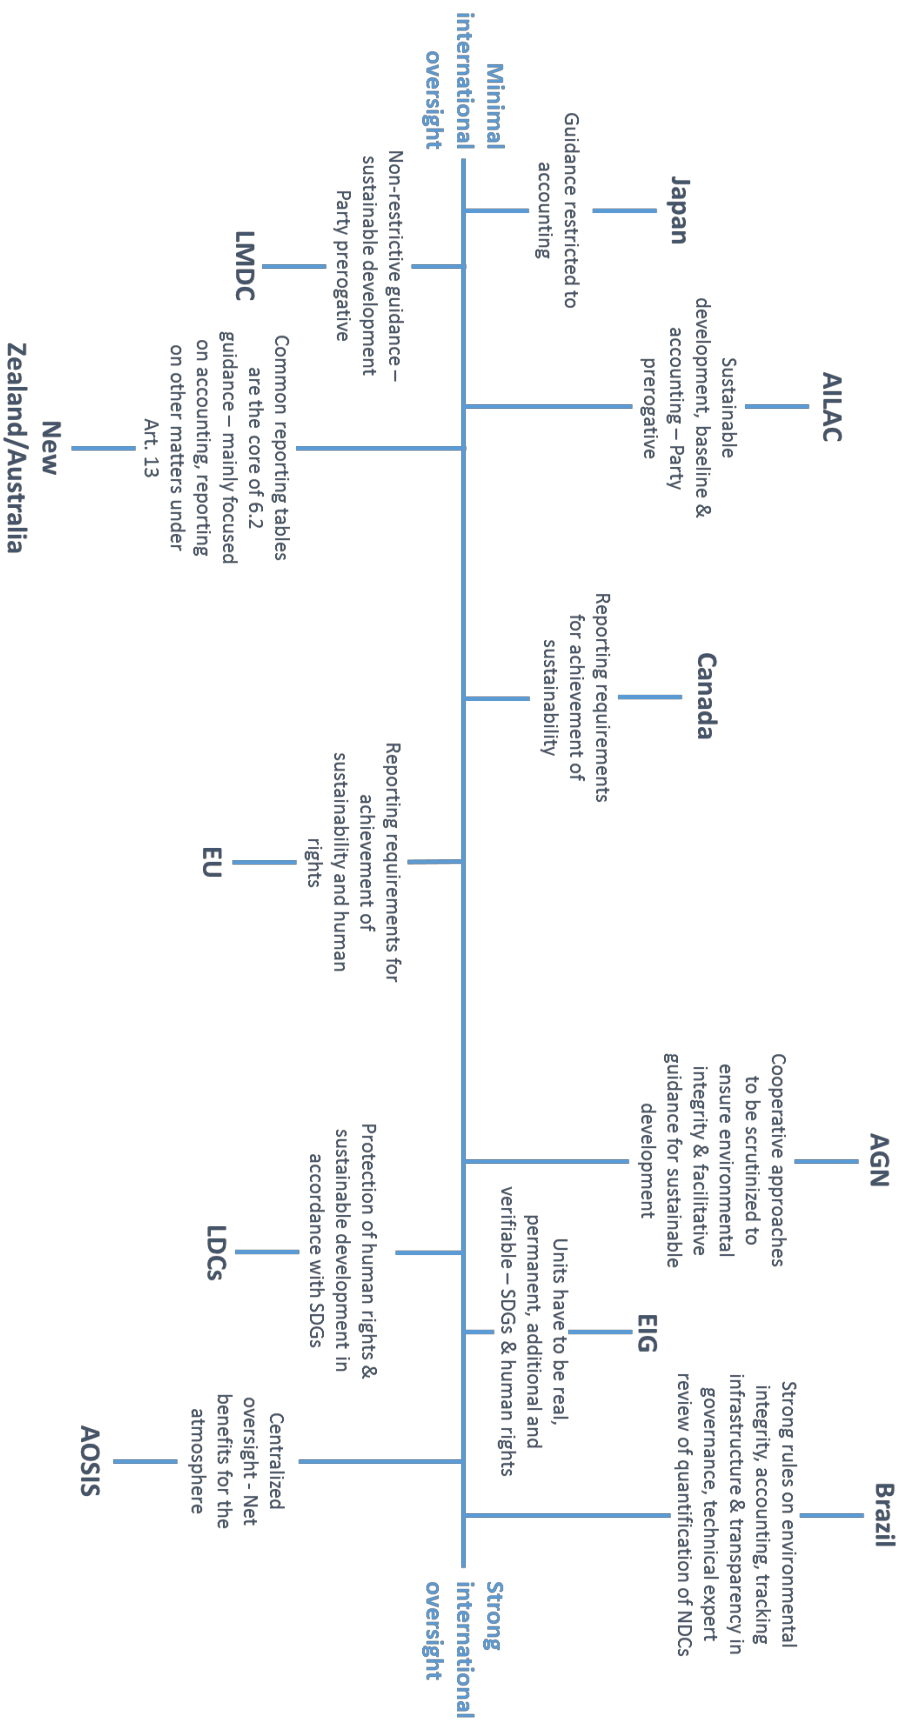 Minimal
international
oversight
Japan
Guidance restricted to
accounting
Non-restrictive guidance –
sustainable development
Party prerogative
LMDC
AILAC
Sustainable
development, baseline &
accounting – Party
prerogative
Common reporting tables
are the core of 6.2
guidance – mainly focused
on accounting, reporting
on other matters under
Art. 13
New
Zealand/Australia
Canada
Reporting requirements
for achievement of
sustainability
Reporting requirements for
achievement of
sustainability and human
rights
EU
AGN
Cooperative approaches
to be scrutinized to
ensure environmental
integrity & facilitative
guidance for sustainable
development
Protection of human rights &
sustainable development in
accordance with SDGs
LDCs
EIG
Units have to be real,
permanent, additional and
verifiable – SDGs & human rights
Centralized
oversight - Net
benefits for the
atmosphere
AOSIS
Brazil
Strong rules on environmental
integrity, accounting, tracking
infrastructure & transparency in
governance, technical expert
review of quantification of NDCs
Strong
international
oversight